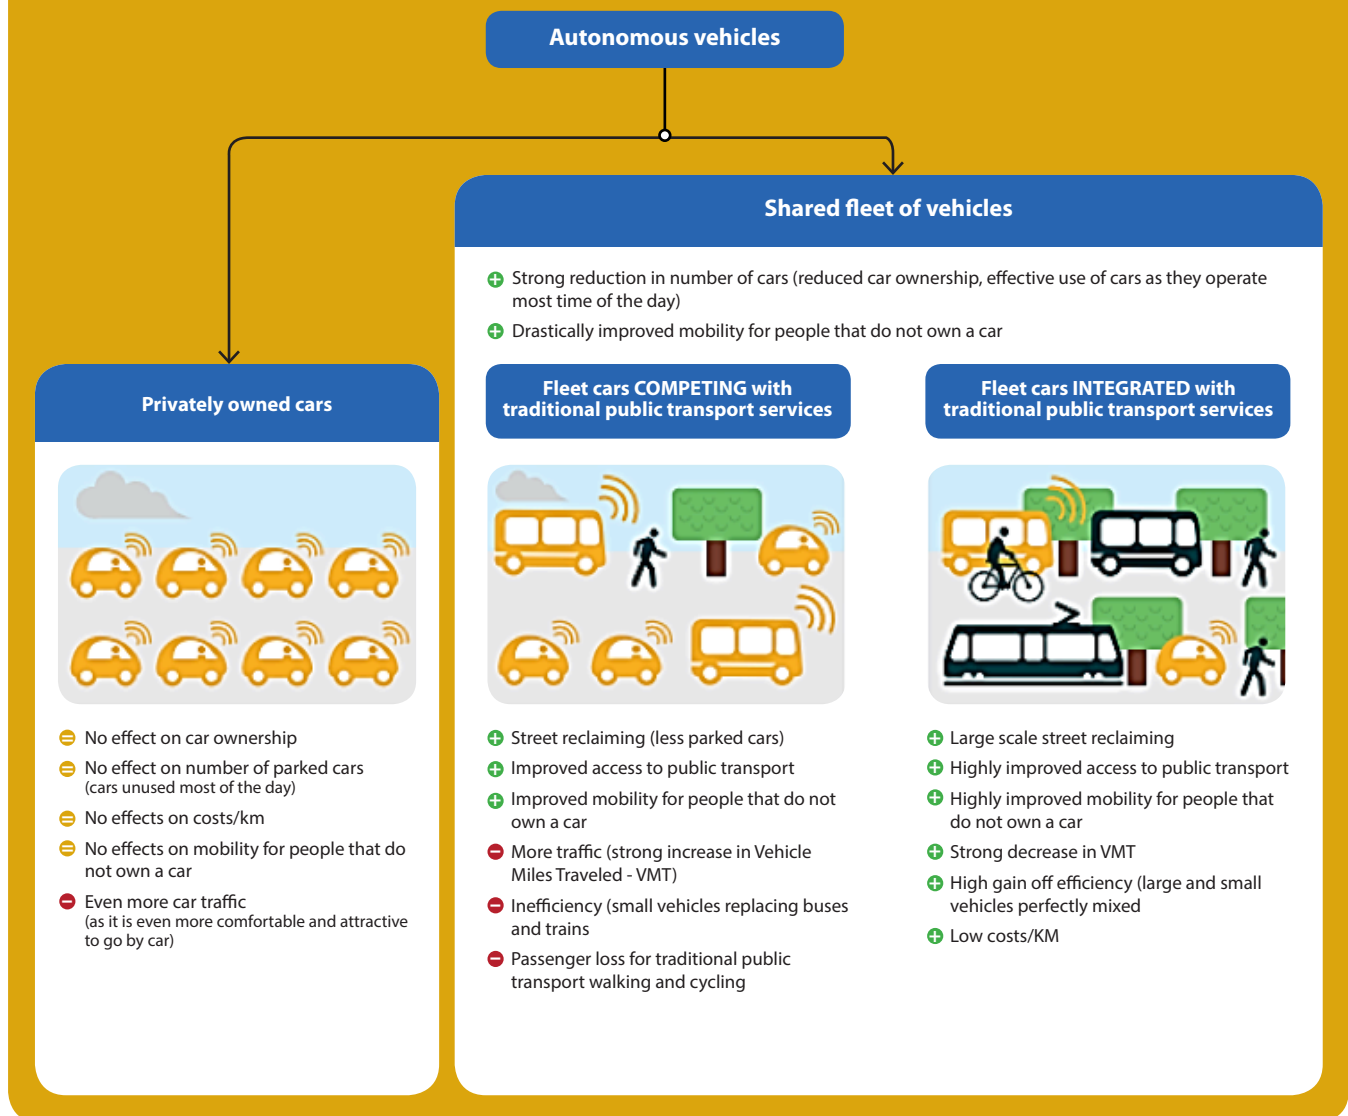 Autonomous vehicles
Shared fleet of vehicles
Strong reduction in number of cars (reduced car ownership, effective use of cars as they operate
most time of the day)
Drastically improved mobility for people that do not own a car
Privately owned cars
No effect on car ownership
No effect on number of parked cars
(cars unused most of the day)
No effects on costs/km
No effects on mobility for people that do
not own a car
Even more car traffic
(as it is even more comfortable and attractive
to go by car)
Fleet cars COMPETING with
traditional public transport services
Street reclaiming (less parked cars)
Improved access to public transport
Improved mobility for people that do not
own a car
More traffic (strong increase in Vehicle
Miles Traveled - VMT)
Inefficiency (small vehicles replacing buses
and trains
Passenger loss for traditional public
transport walking and cycling
Fleet cars INTEGRATED with
traditional public transport services
Large scale street reclaiming
Highly improved access to public transport
Highly improved mobility for people that
do not own a car
Strong decrease in VMT
High gain off efficiency (large and small
vehicles perfectly mixed
Low costs/KM